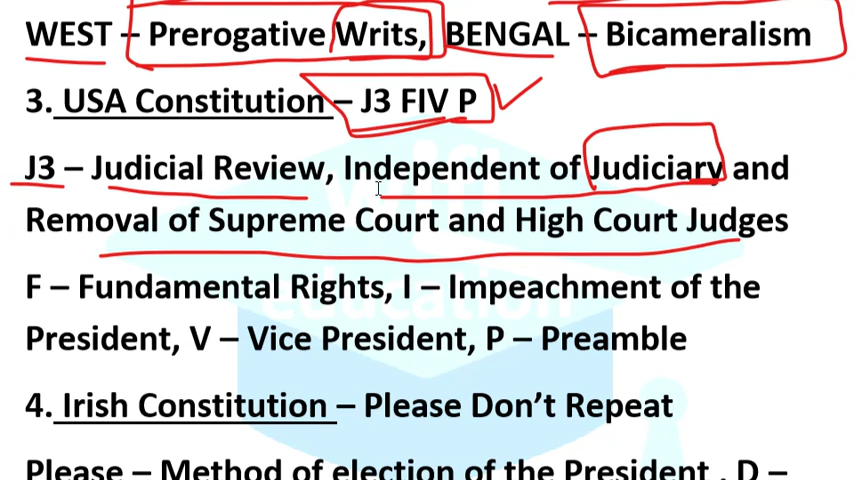 WEST – Prerogative Writs, BENGAL – Bicameralism
3. USA Constitution – J3 FIV P
J3 – Judicial Review, Independent of Judiciary and
Removal of Supreme Court and High Court Judges
F – Fundamental Rights, I – Impeachment of the
President, V – Vice President, P – Preamble
4. Irish Constitution – Please Don’t Repeat
Please – Method of election of the President , D –
education